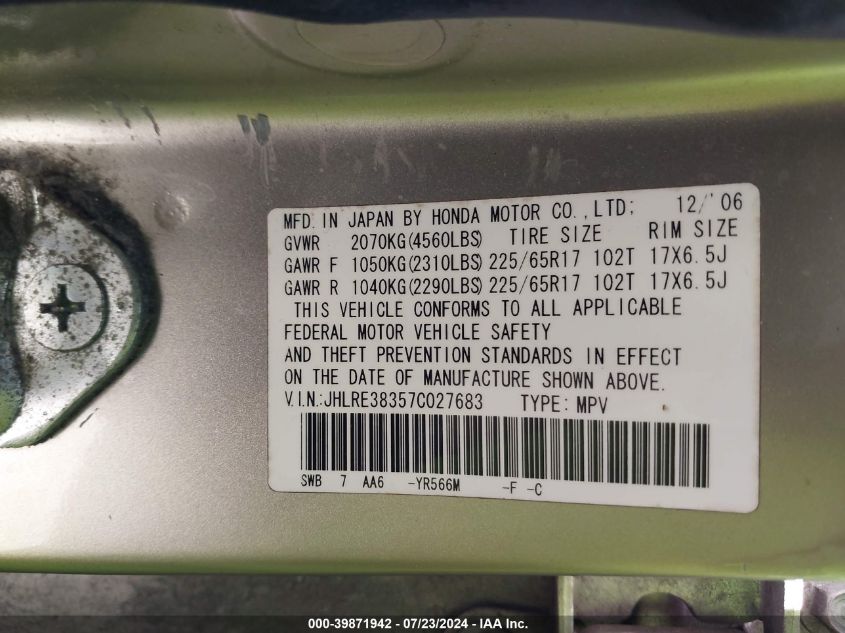 MFD. IN JAPAN BY HONDA MOTOR CO.,LTD; 12/'06
GVWR 2070KG(4560LBS) TIRE SIZE RIM SIZE
GAWR F 1050KG(2310LBS) 225/65R17 102T 17X6.5J
GAWR R 1040KG(2290LBS) 225/65R17 102T 17X6.5J
THIS VEHICLE CONFORMS TO ALL APPLICABLE
FEDERAL MOTOR VEHICLE SAFETY
AND THEFT PREVENTION STANDARDS IN EFFECT
ON THE DATE OF MANUFACTURE SHOWN ABOVE.
V.I.N.:JHLRE38357C027683 TYPE: MPV
SWB 7 AA6 -YR566M -F -C
000-39871942 / 07/23/2024 - IAA Inc.